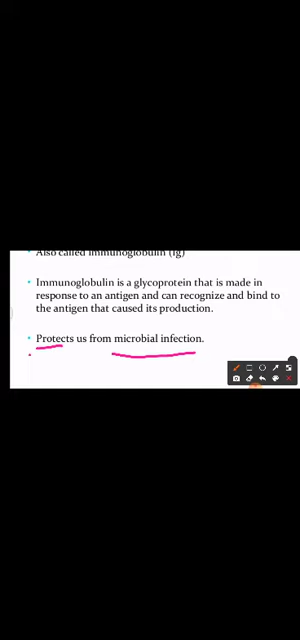 Also called immunoglobulin (Ig)
Immunoglobulin is a glycoprotein that is made in
response to an antigen and can recognize and bind to
the antigen that caused its production.
Protects us from microbial infection.